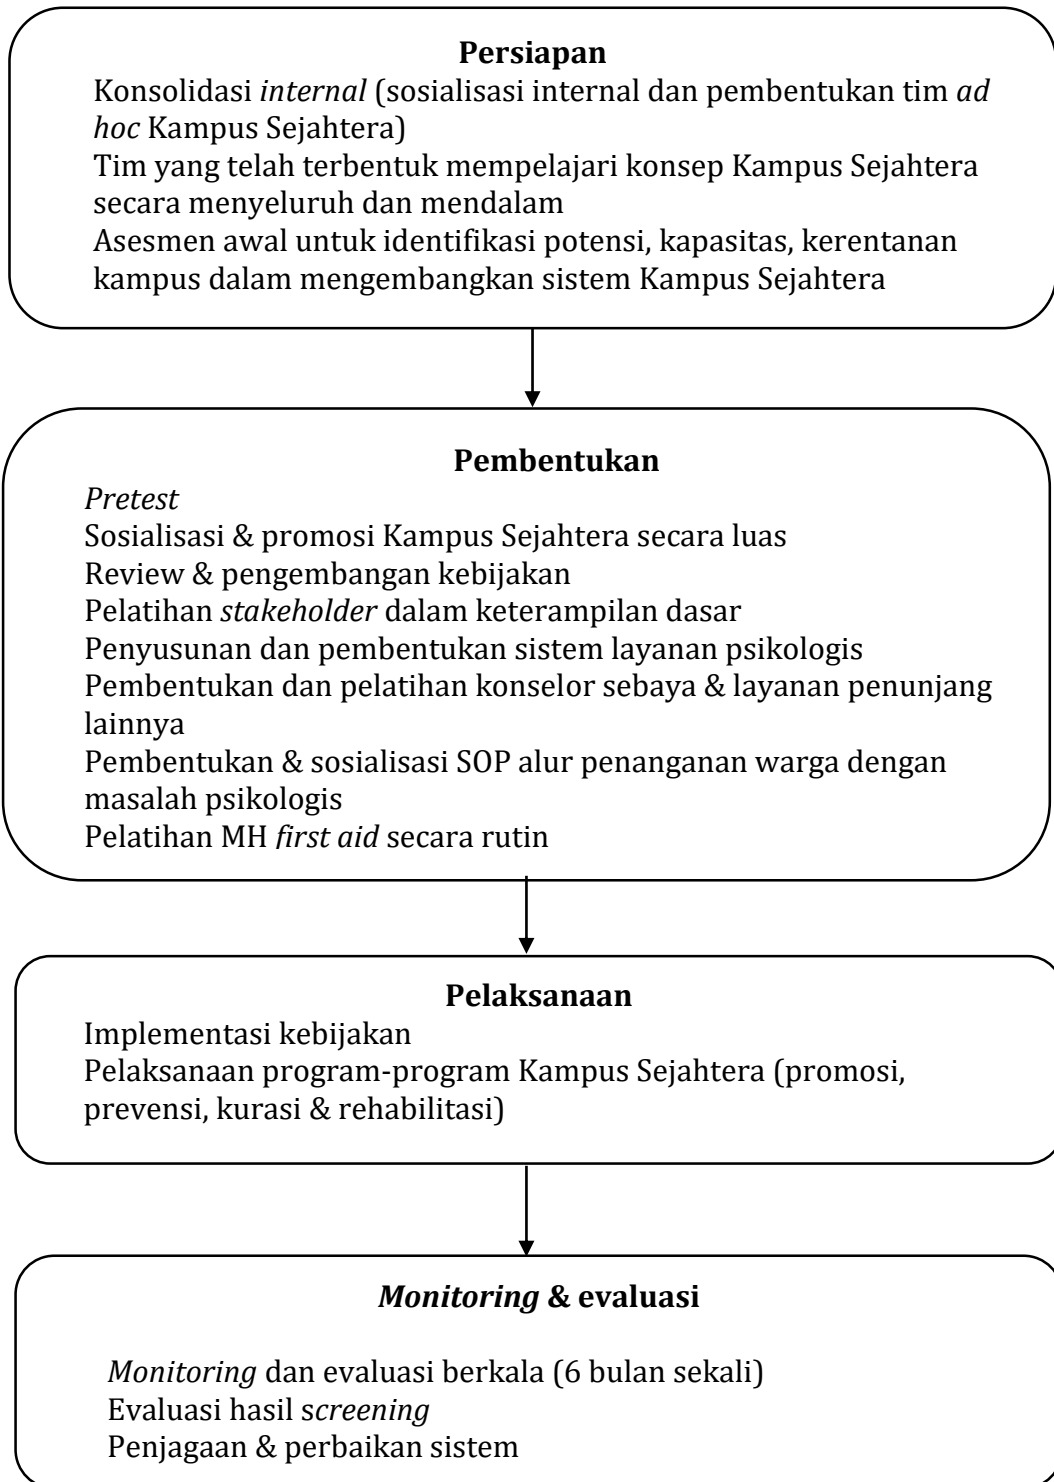 Persiapan
Konsolidasi internal (sosialisasi internal dan pembentukan tim ad
hoc Kampus Sejahtera)
Tim yang telah terbentuk mempelajari konsep Kampus Sejahtera
secara menyeluruh dan mendalam
Asesmen awal untuk identifikasi potensi, kapasitas, kerentanan
kampus dalam mengembangkan sistem Kampus Sejahtera
Pembentukan
Pretest
Sosialisasi & promosi Kampus Sejahtera secara luas
Review & pengembangan kebijakan
Pelatihan stakeholder dalam keterampilan dasar
Penyusunan dan pembentukan sistem layanan psikologis
Pembentukan dan pelatihan konselor sebaya & layanan penunjang
lainnya
Pembentukan & sosialisasi SOP alur penanganan warga dengan
masalah psikologis
Pelatihan MH first aid secara rutin
Pelaksanaan
Implementasi kebijakan
Pelaksanaan program-program Kampus Sejahtera (promosi,
prevensi, kurasi & rehabilitasi)
Monitoring & evaluasi
Monitoring dan evaluasi berkala (6 bulan sekali)
Evaluasi hasil screening
Penjagaan & perbaikan sistem